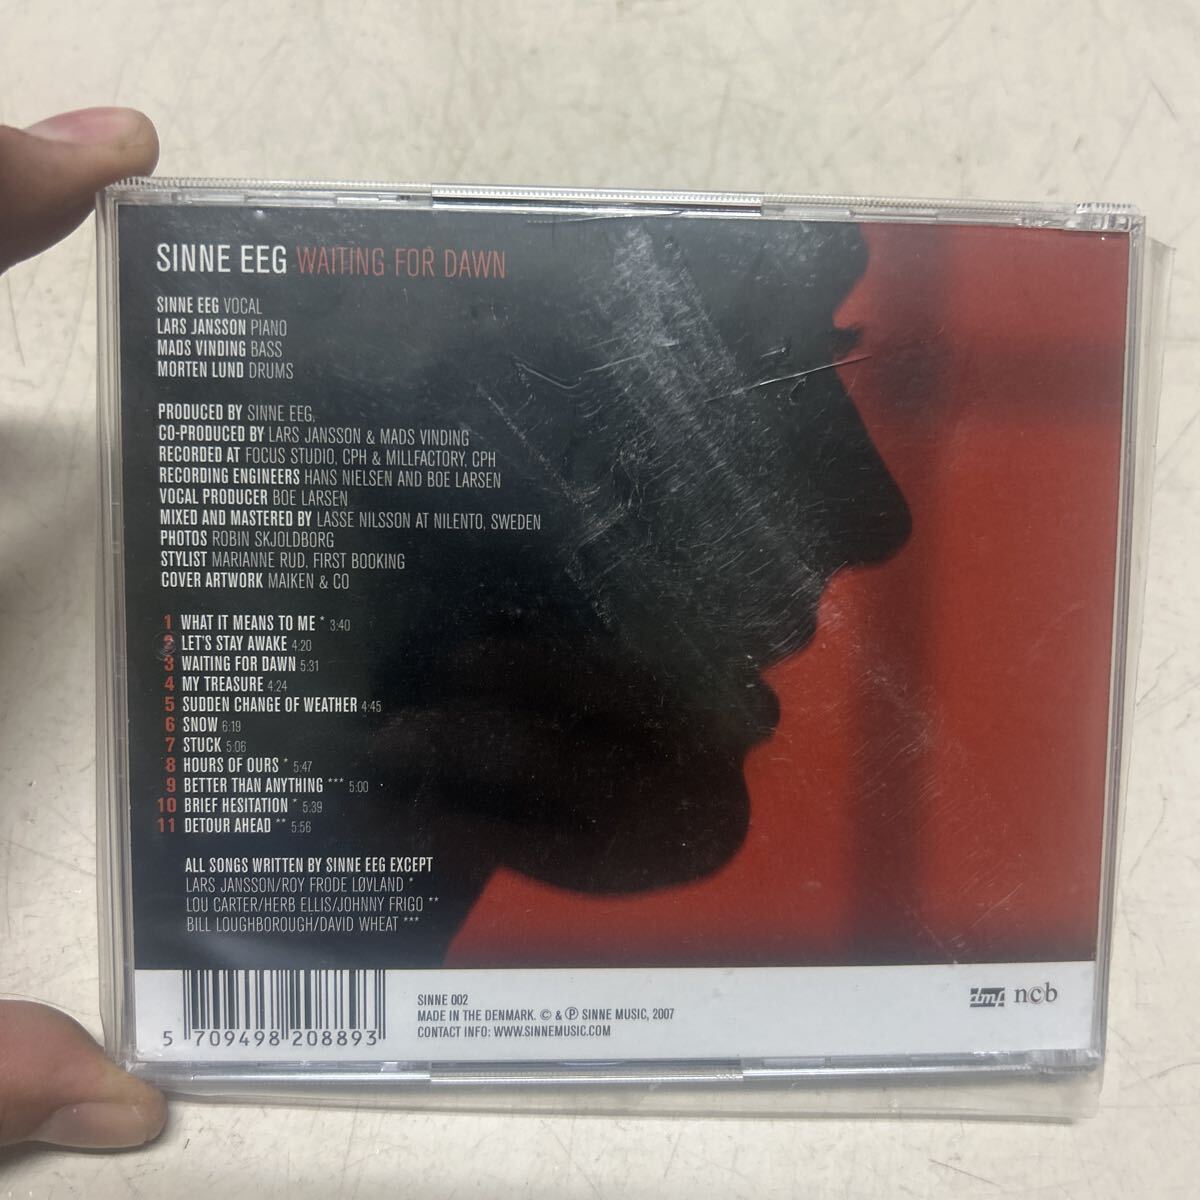 SINNE EEG WAITING FOR DAWN
SINNE EEG VOCAL
LARS JANSSON PIANO
MADS VINDING BASS
MORTEN LUND DRUMS
PRODUCED BY SINNE EEG,
CO-PRODUCED BY LARS JANSSON & MADS VINDING
RECORDED AT FOCUS STUDIO, CPH & MILLFACTORY, CPH
RECORDING ENGINEERS HANS NIELSEN AND BOE LARSEN
VOCAL PRODUCER BOE LARSEN
MIXED AND MASTERED BY LASSE NILSSON AT NILENTO, SWEDEN
PHOTOS ROBIN SKJOLDBORG
STYLIST MARIANNE RUD, FIRST BOOKING
COVER ARTWORK MAIKEN & CO
1 WHAT IT MEANS TO ME * 3:40
2 LET'S STAY AWAKE 4:20
3 WAITING FOR DAWN 5:31
4 MY TREASURE 4:24
5 SUDDEN CHANGE OF WEATHER 4:45
6 SNOW 6:19
7 STUCK 5:06
8 HOURS OF OURS * 5:47
9 BETTER THAN ANYTHING *** 5:00
10 BRIEF HESITATION * 5:39
11 DETOUR AHEAD ** 5:56
ALL SONGS WRITTEN BY SINNE EEG EXCEPT
LARS JANSSON/ROY FRODE LØVLAND *
LOU CARTER/HERB ELLIS/JOHNNY FRIGO **
BILL LOUGHBOROUGH/DAVID WHEAT ***
5 709498 208893
SINNE 002
MADE IN THE DENMARK. © & ℗ SINNE MUSIC, 2007
CONTACT INFO: WWW.SINNEMUSIC.COM
dmf ncb